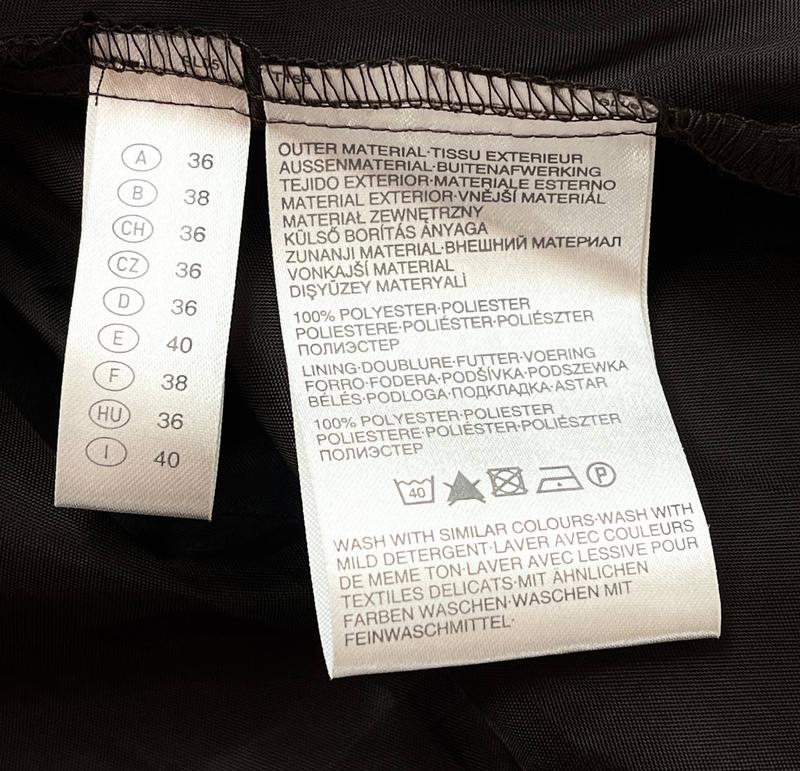 A 36
B 38
CH 36
CZ 36
D 36
E 40
F 38
HU 36
I 40
OUTER MATERIAL·TISSU EXTERIEUR
AUSSENMATERIAL·BUITENAFWERKING
TEJIDO EXTERIOR·MATERIALE ESTERNO
MATERIAL EXTERIOR·VNĚJŠÍ MATERIÁL
MATERIAŁ ZEWNĘTRZNY
KÜLSŐ BORÍTÁS ANYAGA
ZUNANJI MATERIAL·ВНЕШНИЙ МАТЕРИАЛ
VONKAJŠÍ MATERIAL
DIŞYÜZEY MATERYALİ
100% POLYESTER·POLIESTER
POLIESTERE·POLIÉSTER·POLIÉSZTER
ПОЛИЭСТЕР
LINING·DOUBLURE·FUTTER·VOERING
FORRO·FODERA·PODŠÍVKA·PODSZEWKA
BÉLÉS·PODLOGA·ПОДКЛАДКА·ASTAR
100% POLYESTER·POLIESTER
POLIESTERE·POLIÉSTER·POLIÉSZTER
ПОЛИЭСТЕР
40 P
WASH WITH SIMILAR COLOURS·WASH WITH
MILD DETERGENT·LAVER AVEC COULEURS
DE MEME TON·LAVER AVEC LESSIVE POUR
TEXTILES DELICATS·MIT ÄHNLICHEN
FARBEN WASCHEN·WASCHEN MIT
FEINWASCHMITTEL·